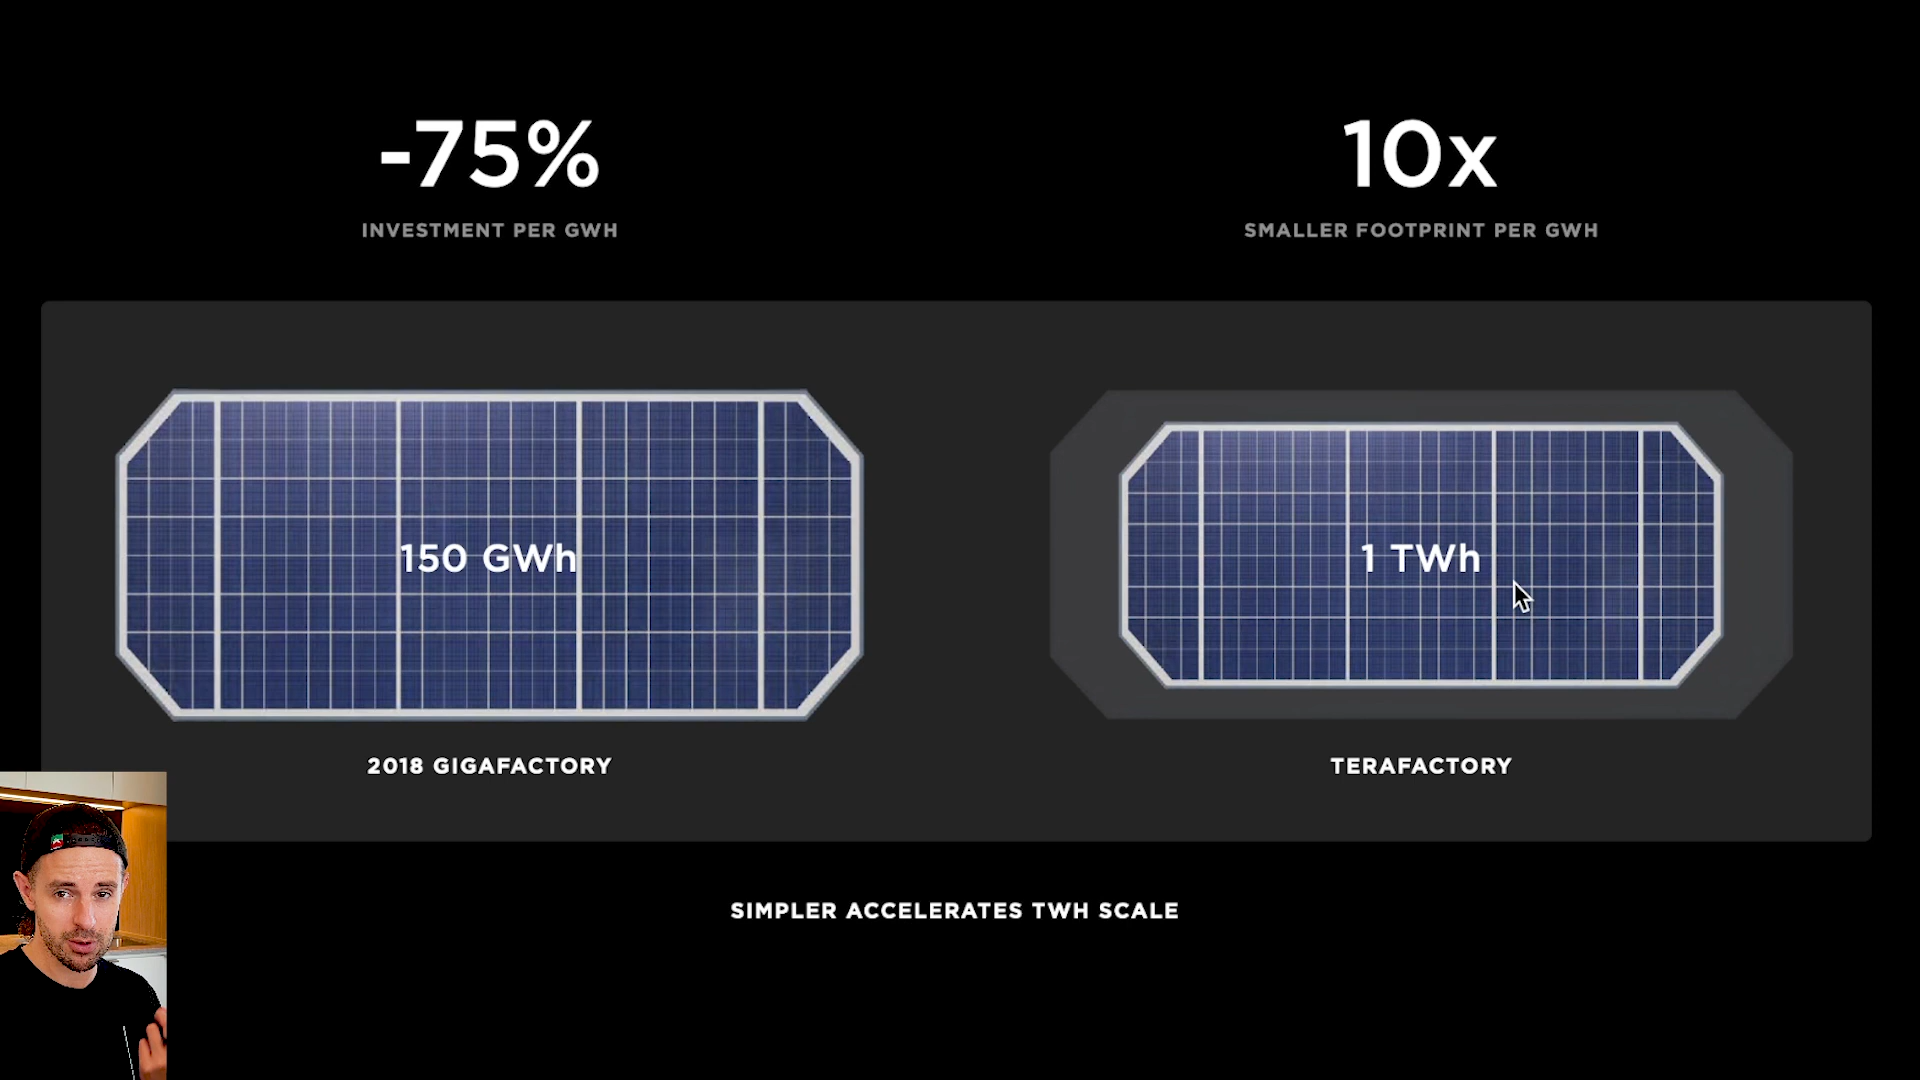 -75%
INVESTMENT PER GWH
10x
SMALLER FOOTPRINT PER GWH
150 GWh
1 TWh
2018 GIGAFACTORY
TERAFACTORY
SIMPLER ACCELERATES TWH SCALE